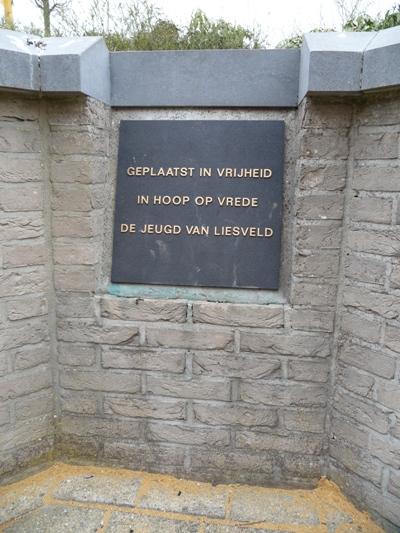 GEPLAATST IN VRIJHEID
IN HOOP OP VREDE
DE JEUGD VAN LIESVELD